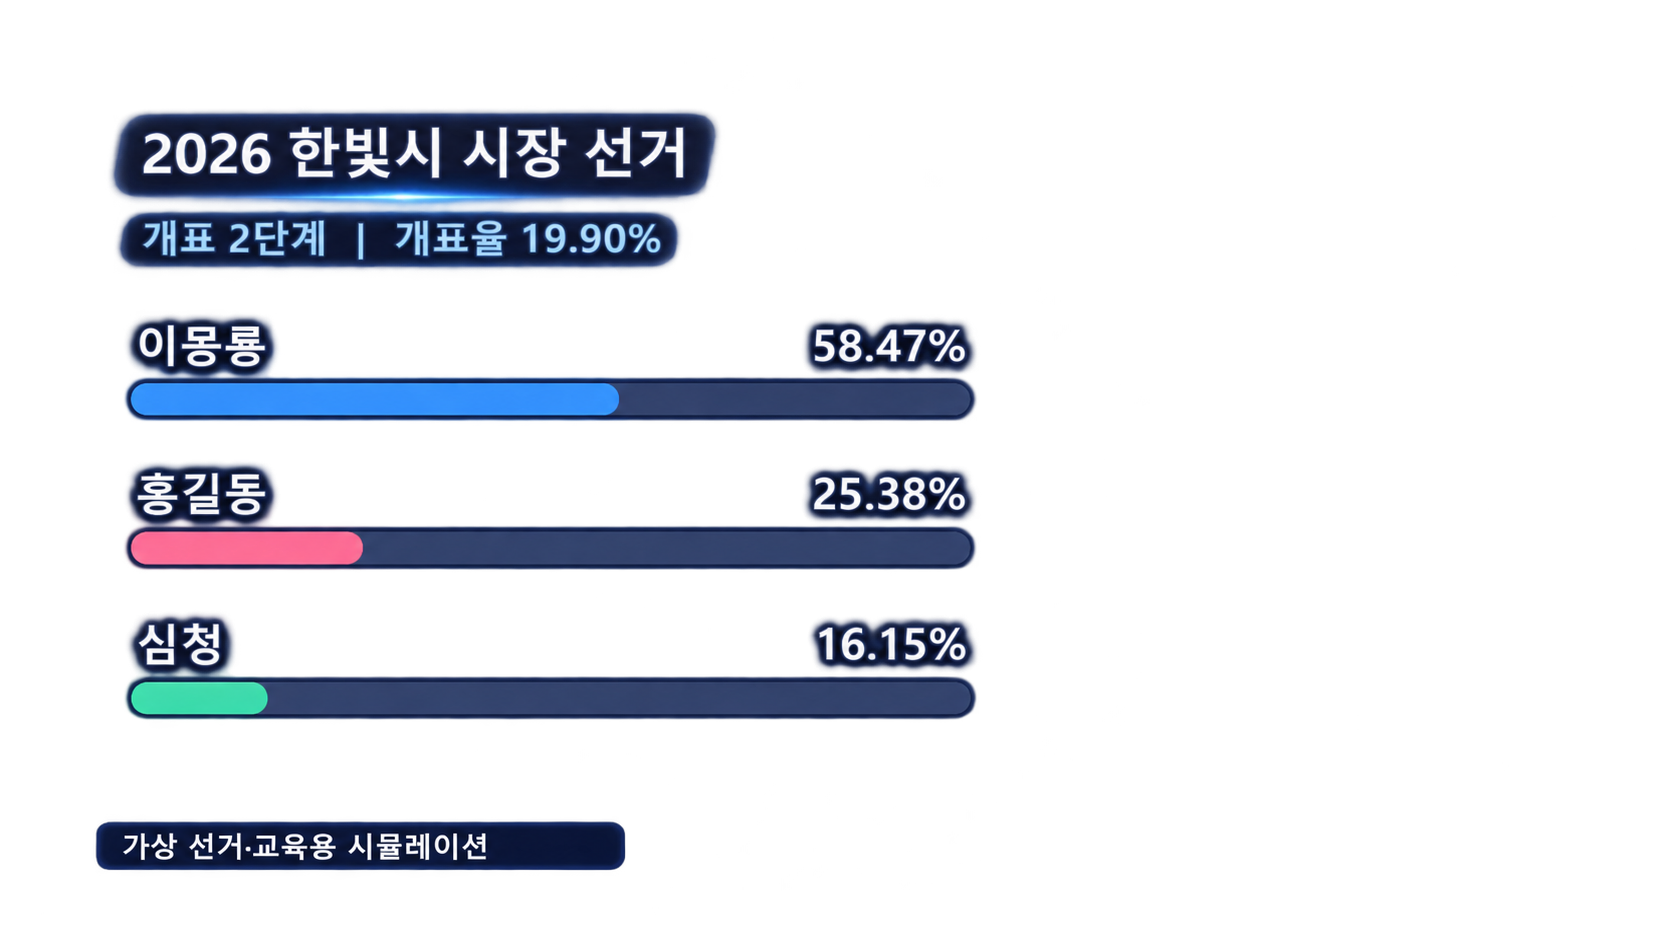 2026 한빛시 시장 선거
개표 2단계 | 개표율 19.90%
이몽룡 58.47%
홍길동 25.38%
심청 16.15%
가상 선거·교육용 시뮬레이션